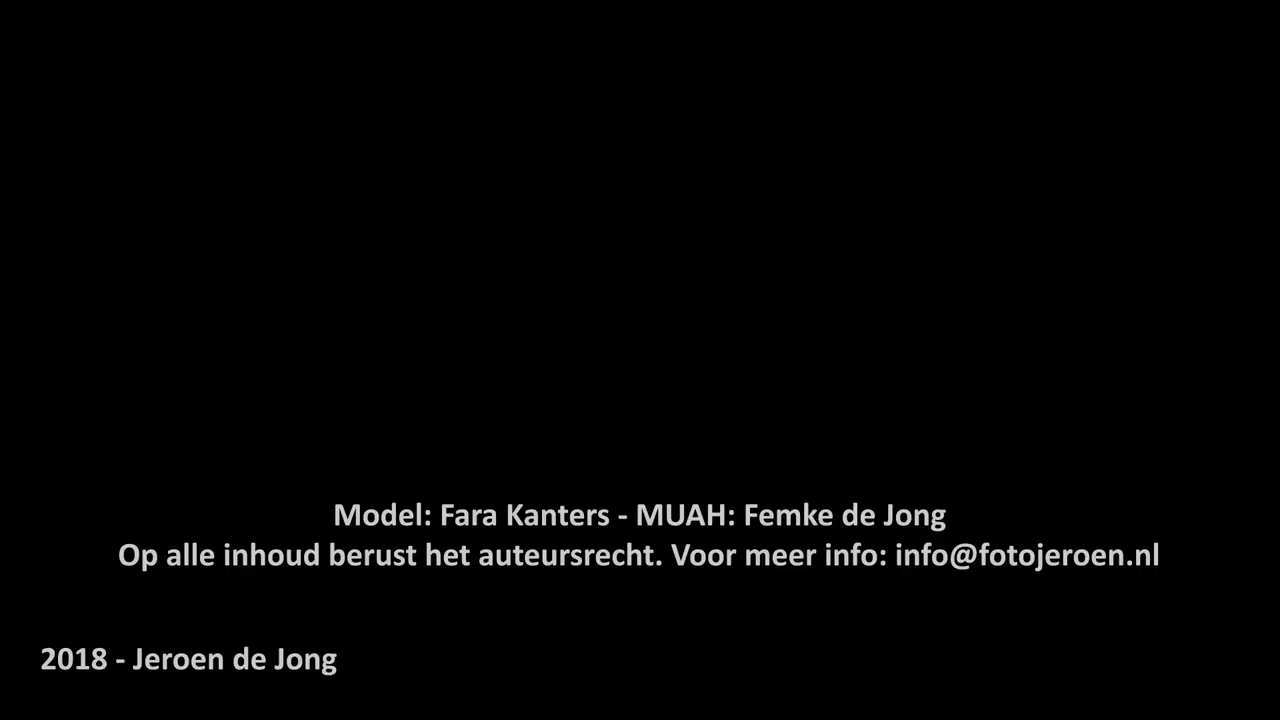 Model: Fara Kanters - MUAH: Femke de Jong
Op alle inhoud berust het auteursrecht. Voor meer info: info@fotojeroen.nl
2018 - Jeroen de Jong